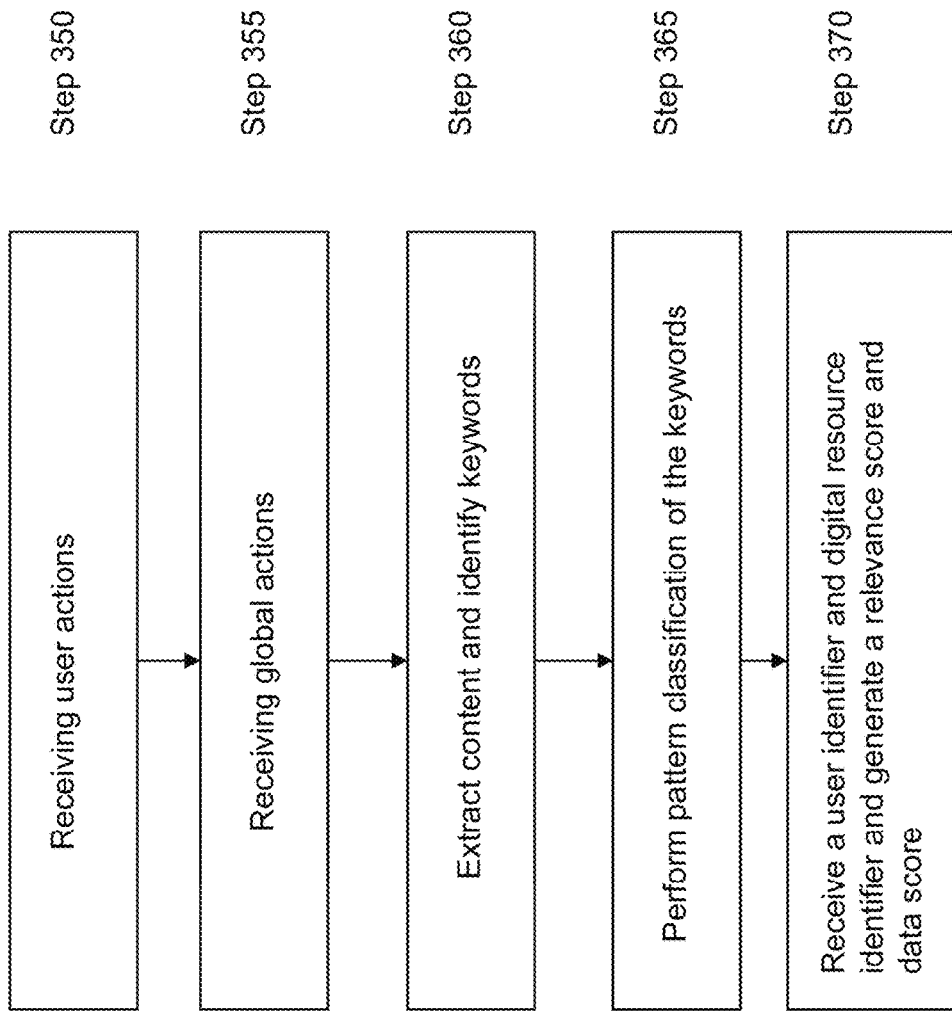 Receiving user actions
Step 350
Receiving global actions
Step 355
Extract content and identify keywords
Step 360
Perform pattern classification of the keywords
Step 365
Receive a user identifier and digital resource
identifier and generate a relevance score and
data score
Step 370